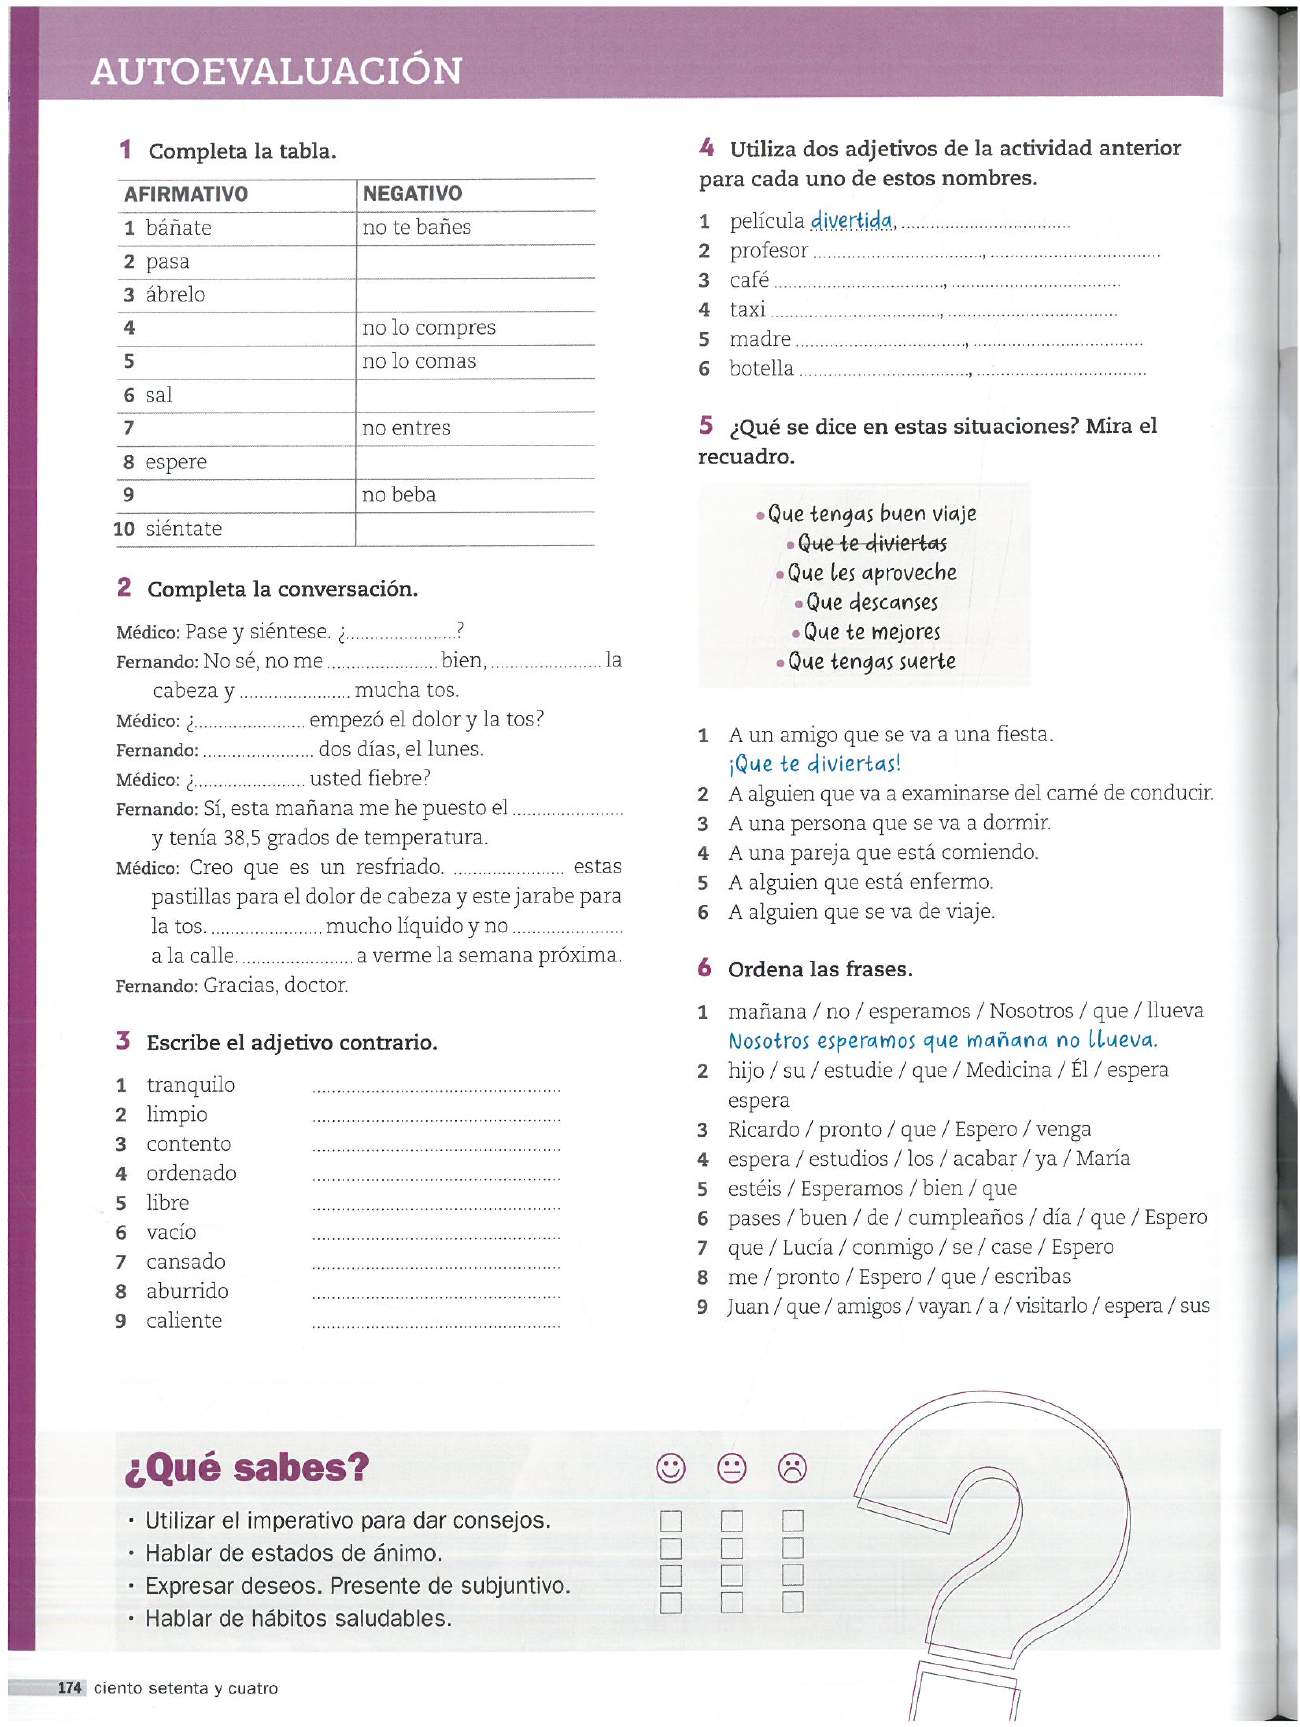 AUTOEVALUACIÓN
1 Completa la tabla.
AFIRMATIVO NEGATIVO
1 báñate no te bañes
2 pasa
3 ábrelo
4 no lo compres
5 no lo comas
6 sal
7 no entres
8 espere
9 no beba
10 siéntate
2 Completa la conversación.
Médico: Pase y siéntese. ¿.......................?
Fernando: No sé, no me ....................... bien, ....................... la
cabeza y ....................... mucha tos.
Médico: ¿....................... empezó el dolor y la tos?
Fernando: ....................... dos días, el lunes.
Médico: ¿....................... usted fiebre?
Fernando: Sí, esta mañana me he puesto el .......................
y tenía 38,5 grados de temperatura.
Médico: Creo que es un resfriado. ....................... estas
pastillas para el dolor de cabeza y este jarabe para
la tos. ....................... mucho líquido y no .......................
a la calle. ....................... a verme la semana próxima.
Fernando: Gracias, doctor.
3 Escribe el adjetivo contrario.
1 tranquilo ..................................................
2 limpio ..................................................
3 contento ..................................................
4 ordenado ..................................................
5 libre ..................................................
6 vacío ..................................................
7 cansado ..................................................
8 aburrido ..................................................
9 caliente ..................................................
4 Utiliza dos adjetivos de la actividad anterior
para cada uno de estos nombres.
1 película divertida, ...................................
2 profesor ..................................., ...................................
3 café ..................................., ...................................
4 taxi ..................................., ...................................
5 madre ..................................., ...................................
6 botella ..................................., ...................................
5 ¿Qué se dice en estas situaciones? Mira el
recuadro.
• Que tengas buen viaje
• Que te diviertas
• Que les aproveche
• Que descanses
• Que te mejores
• Que tengas suerte
1 A un amigo que se va a una fiesta.
¡Que te diviertas!
2 A alguien que va a examinarse del carné de conducir.
3 A una persona que se va a dormir.
4 A una pareja que está comiendo.
5 A alguien que está enfermo.
6 A alguien que se va de viaje.
6 Ordena las frases.
1 mañana / no / esperamos / Nosotros / que / llueva
Nosotros esperamos que mañana no llueva.
2 hijo / su / estudie / que / Medicina / Él / espera
espera
3 Ricardo / pronto / que / Espero / venga
4 espera / estudios / los / acabar / ya / María
5 estéis / Esperamos / bien / que
6 pases / buen / de / cumpleaños / día / que / Espero
7 que / Lucía / conmigo / se / case / Espero
8 me / pronto / Espero / que / escribas
9 Juan / que / amigos / vayan / a / visitarlo / espera / sus
¿Qué sabes?
• Utilizar el imperativo para dar consejos.
• Hablar de estados de ánimo.
• Expresar deseos. Presente de subjuntivo.
• Hablar de hábitos saludables.
174 ciento setenta y cuatro